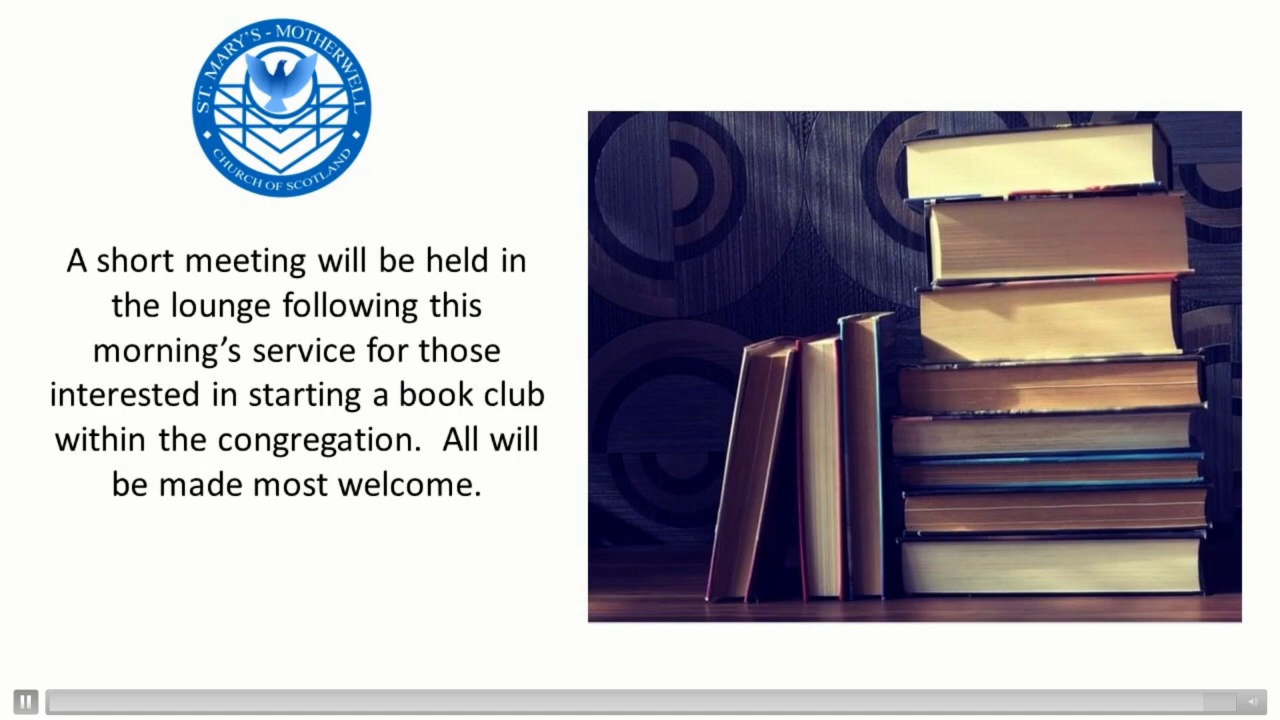 ST. MARY'S - MOTHERWELL
CHURCH OF SCOTLAND
A short meeting will be held in
the lounge following this
morning’s service for those
interested in starting a book club
within the congregation.  All will
be made most welcome.